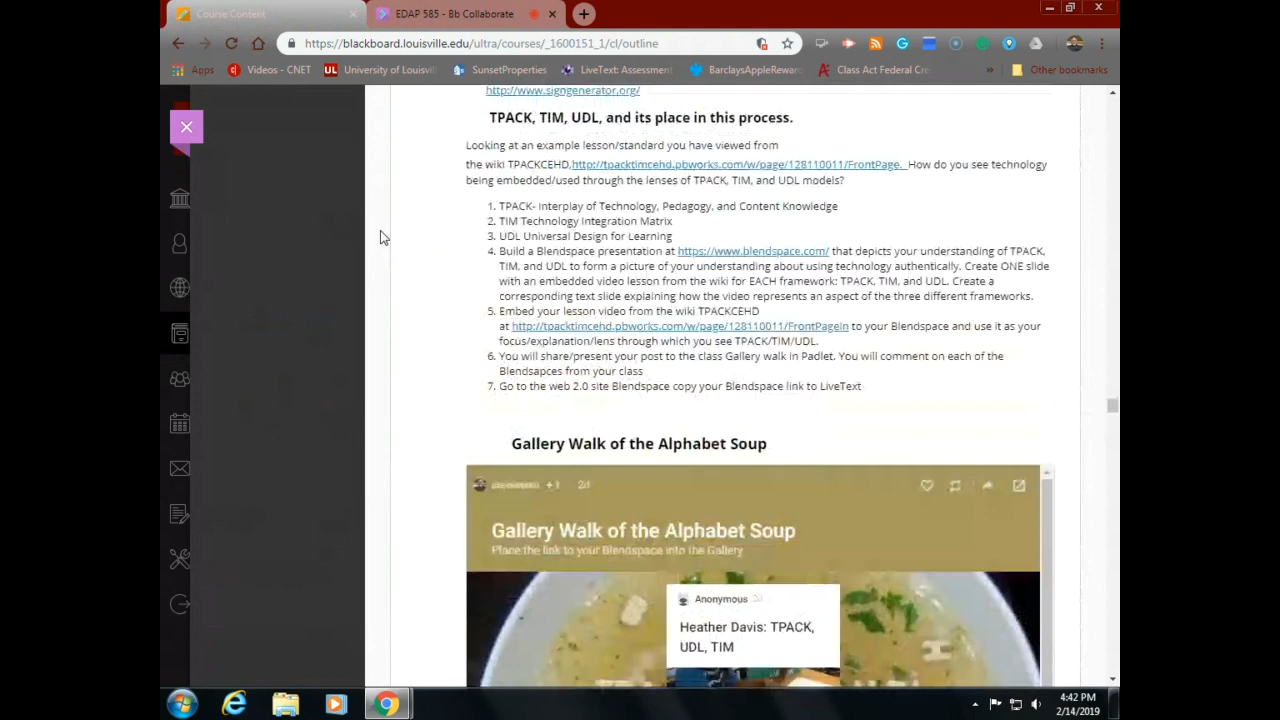 Course Content
EDAP 585 - Bb Collaborate
https://blackboard.louisville.edu/ultra/courses/_1600151_1/cl/outline
Apps
Videos - CNET
University of Louisvil
SunsetProperties
LiveText: Assessment
BarclaysAppleRewar
Class Act Federal Cre
»
Other bookmarks
http://www.signgenerator.org/
TPACK, TIM, UDL, and its place in this process.
Looking at an example lesson/standard you have viewed from
the wiki TPACKCEHD,http://tpacktimcehd.pbworks.com/w/page/128110011/FrontPage. How do you see technology
being embedded/used through the lenses of TPACK, TIM, and UDL models?
1. TPACK- Interplay of Technology, Pedagogy, and Content Knowledge
2. TIM Technology Integration Matrix
3. UDL Universal Design for Learning
4. Build a Blendspace presentation at https://www.blendspace.com/ that depicts your understanding of TPACK,
TIM, and UDL to form a picture of your understanding about using technology authentically. Create ONE slide
with an embedded video lesson from the wiki for EACH framework: TPACK, TIM, and UDL. Create a
corresponding text slide explaining how the video represents an aspect of the three different frameworks.
5. Embed your lesson video from the wiki TPACKCEHD
at http://tpacktimcehd.pbworks.com/w/page/128110011/FrontPageIn to your Blendspace and use it as your
focus/explanation/lens through which you see TPACK/TIM/UDL.
6. You will share/present your post to the class Gallery walk in Padlet. You will comment on each of the
Blendsapces from your class
7. Go to the web 2.0 site Blendspace copy your Blendspace link to LiveText
Gallery Walk of the Alphabet Soup
+ 1
2d
Gallery Walk of the Alphabet Soup
Place the link to your Blendspace into the Gallery
Anonymous 2d
Heather Davis: TPACK,
UDL, TIM
4:42 PM
2/14/2019